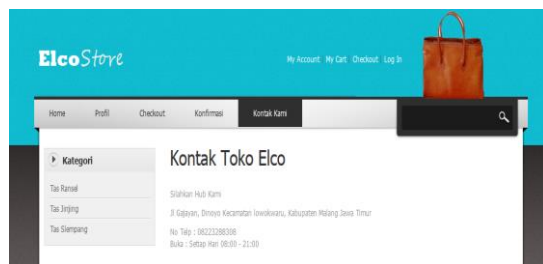 ElcoStore
My Account My Cart Checkout Log In
Home Profil Checkout Konfirmasi Kontak Kami
Kategori
Tas Ransel
Tas Jinjing
Tas Slempang
Kontak Toko Elco
Silahkan Hub Kami
Jl Gajayan, Dinoyo Kecamatan lowokwaru, Kabupaten Malang Jawa Timur
No Telp : 08223288308
Buka : Setiap Hari 08:00 - 21:00